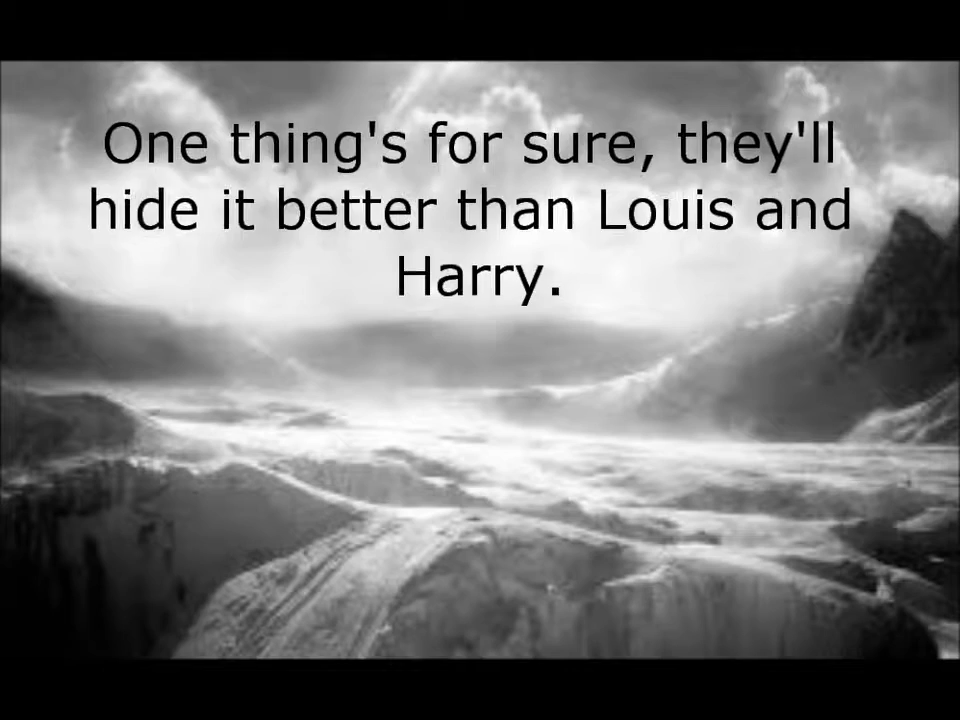 One thing's for sure, they'll
hide it better than Louis and
Harry.